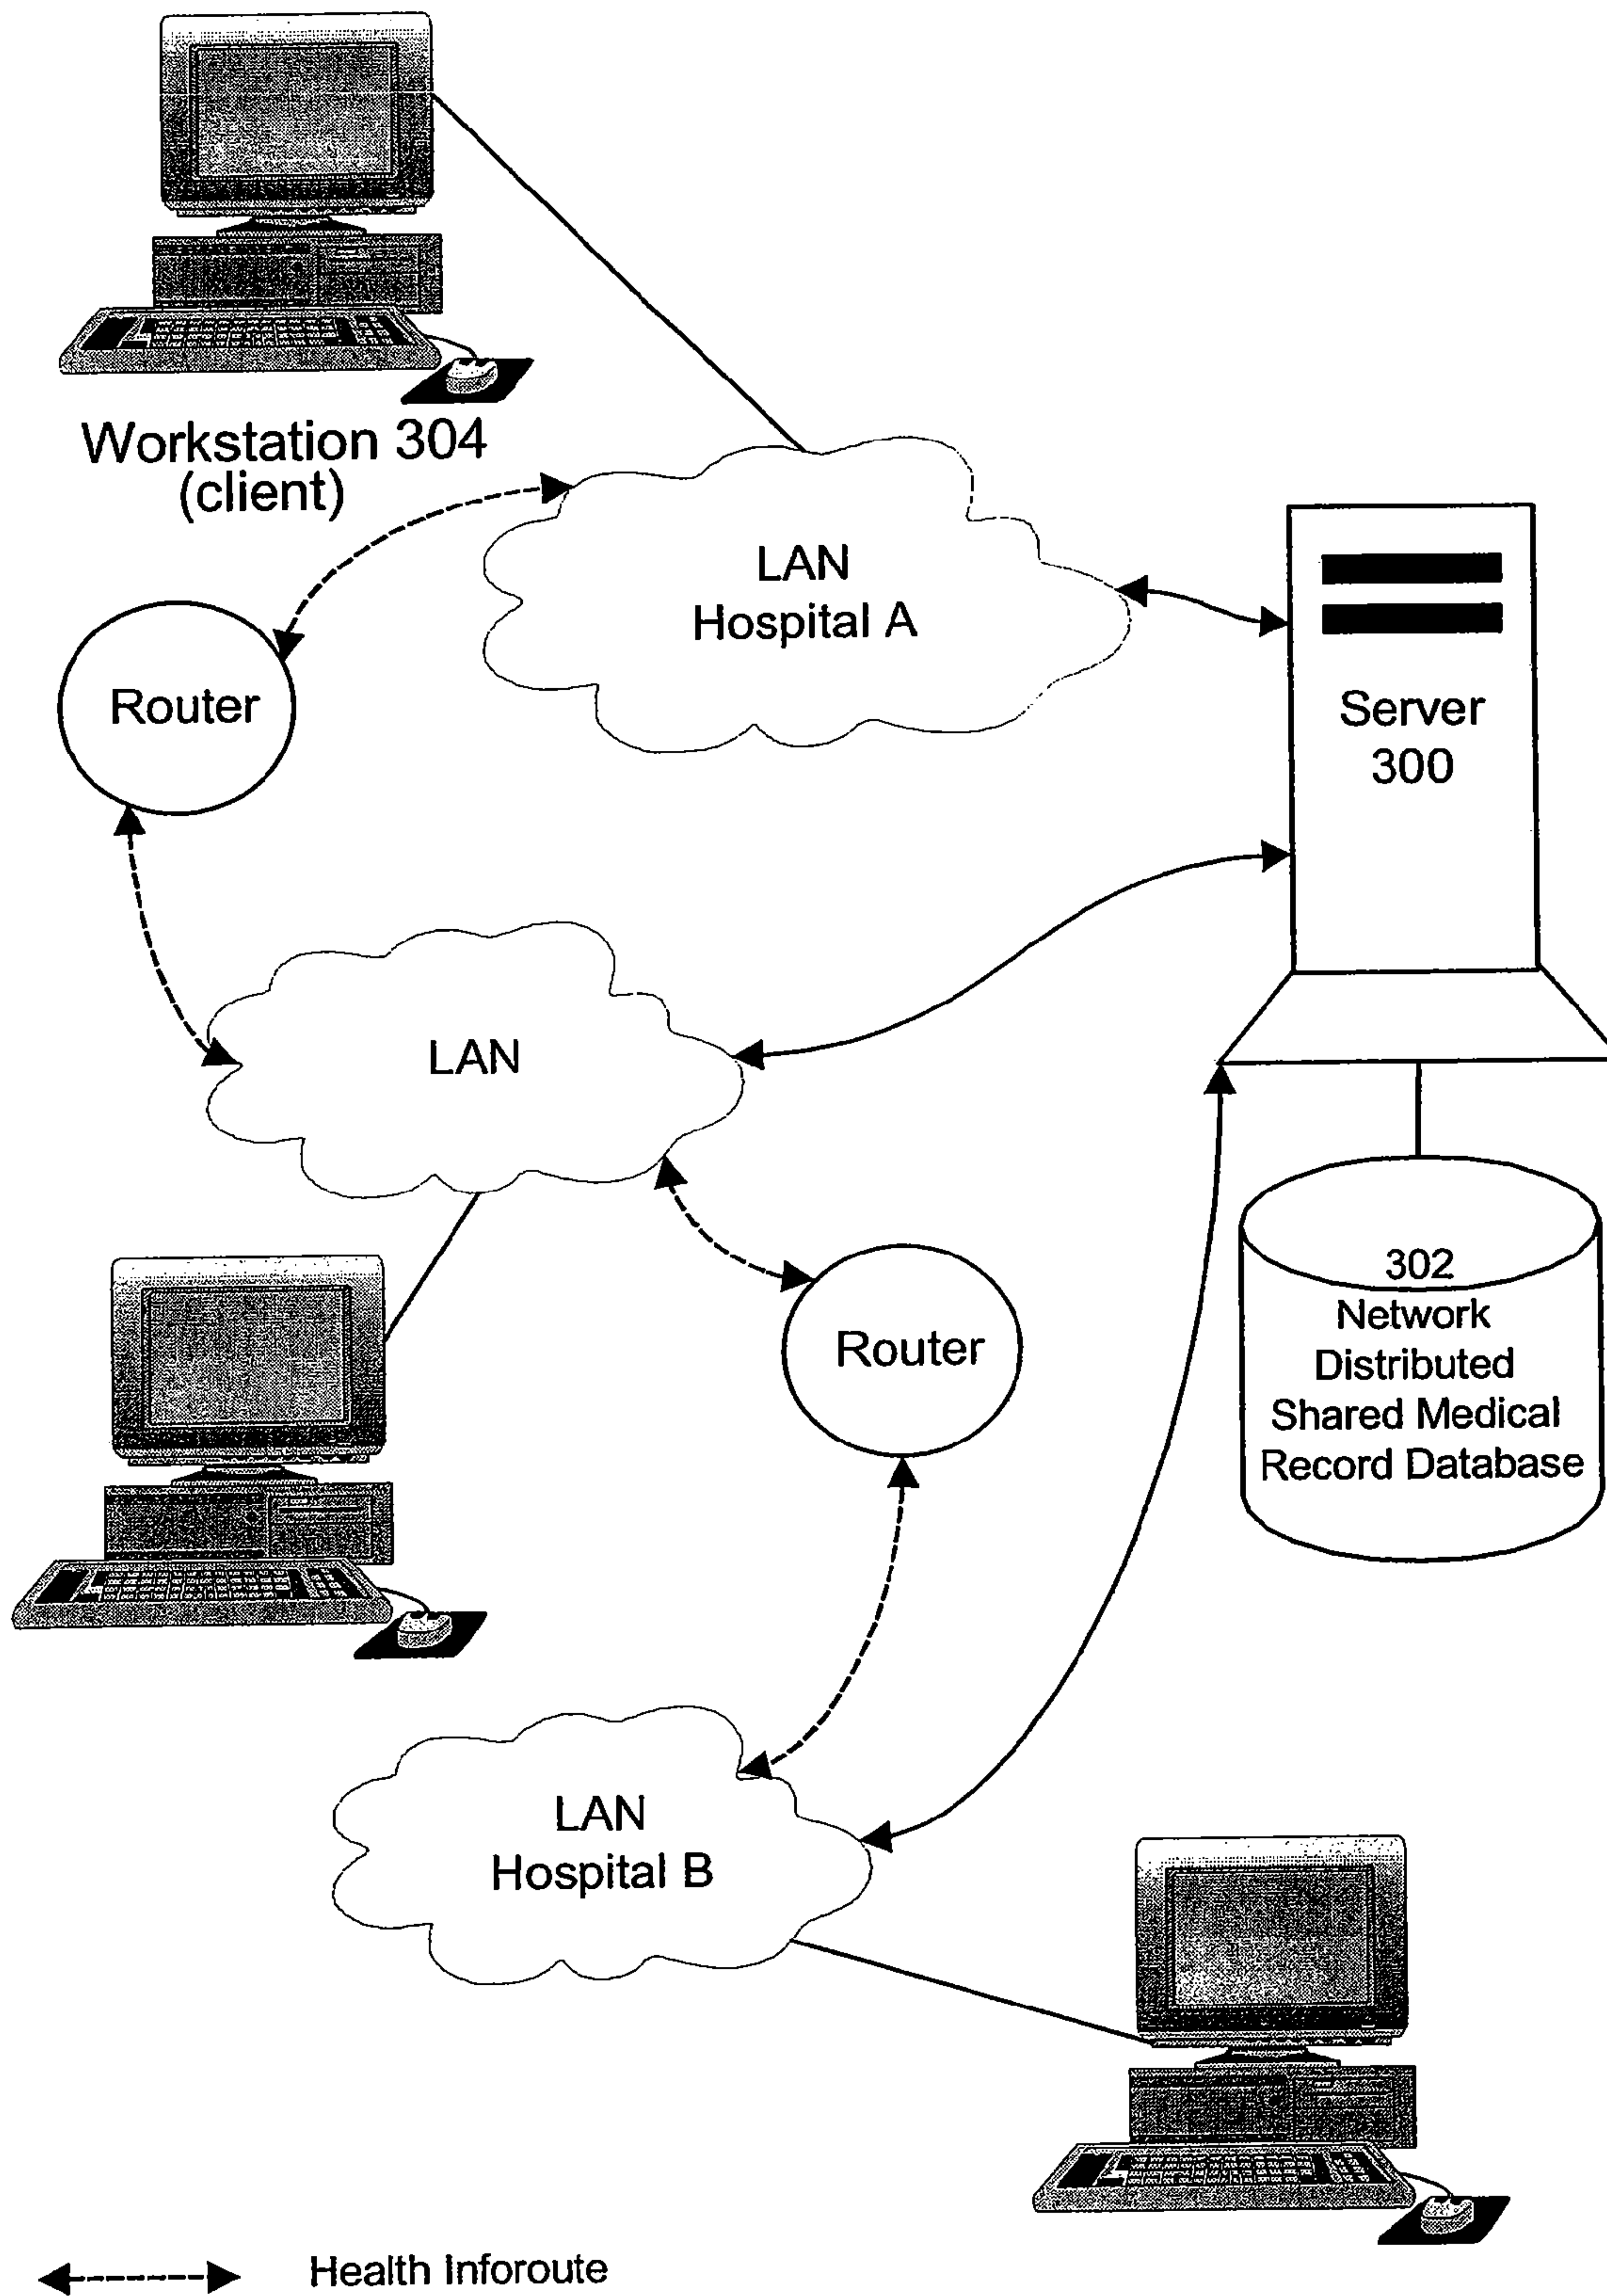 Workstation 304
(client)
LAN
Hospital A
Router
Server
300
LAN
Router
302
Network
Distributed
Shared Medical
Record Database
LAN
Hospital B
Health Inforoute